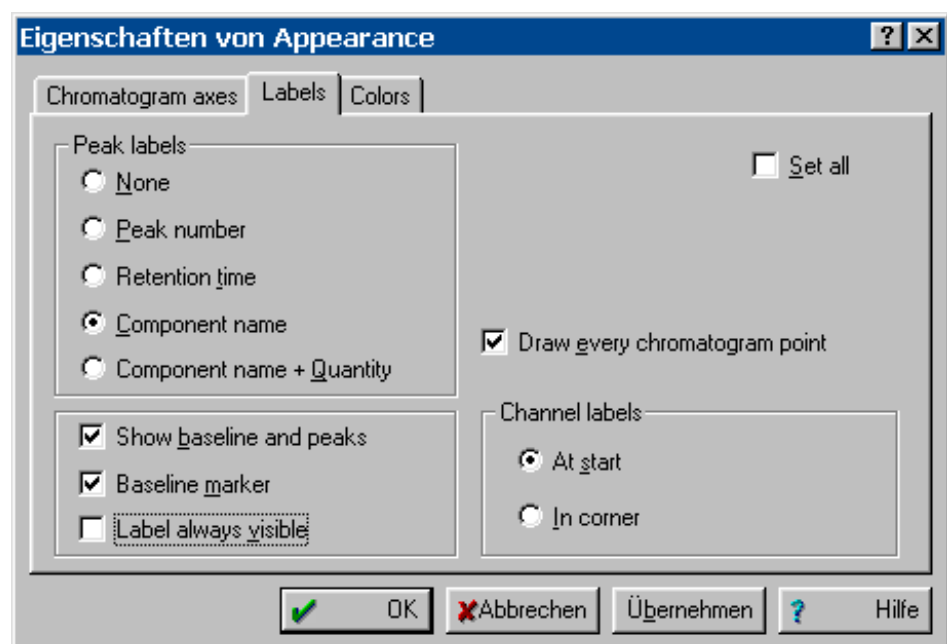 Eigenschaften von Appearance
Chromatogram axes Labels Colors
Peak labels
None
Peak number
Retention time
Component name
Component name + Quantity
Set all
Draw every chromatogram point
Show baseline and peaks
Baseline marker
Label always visible
Channel labels
At start
In corner
OK Abbrechen Übernehmen ? Hilfe